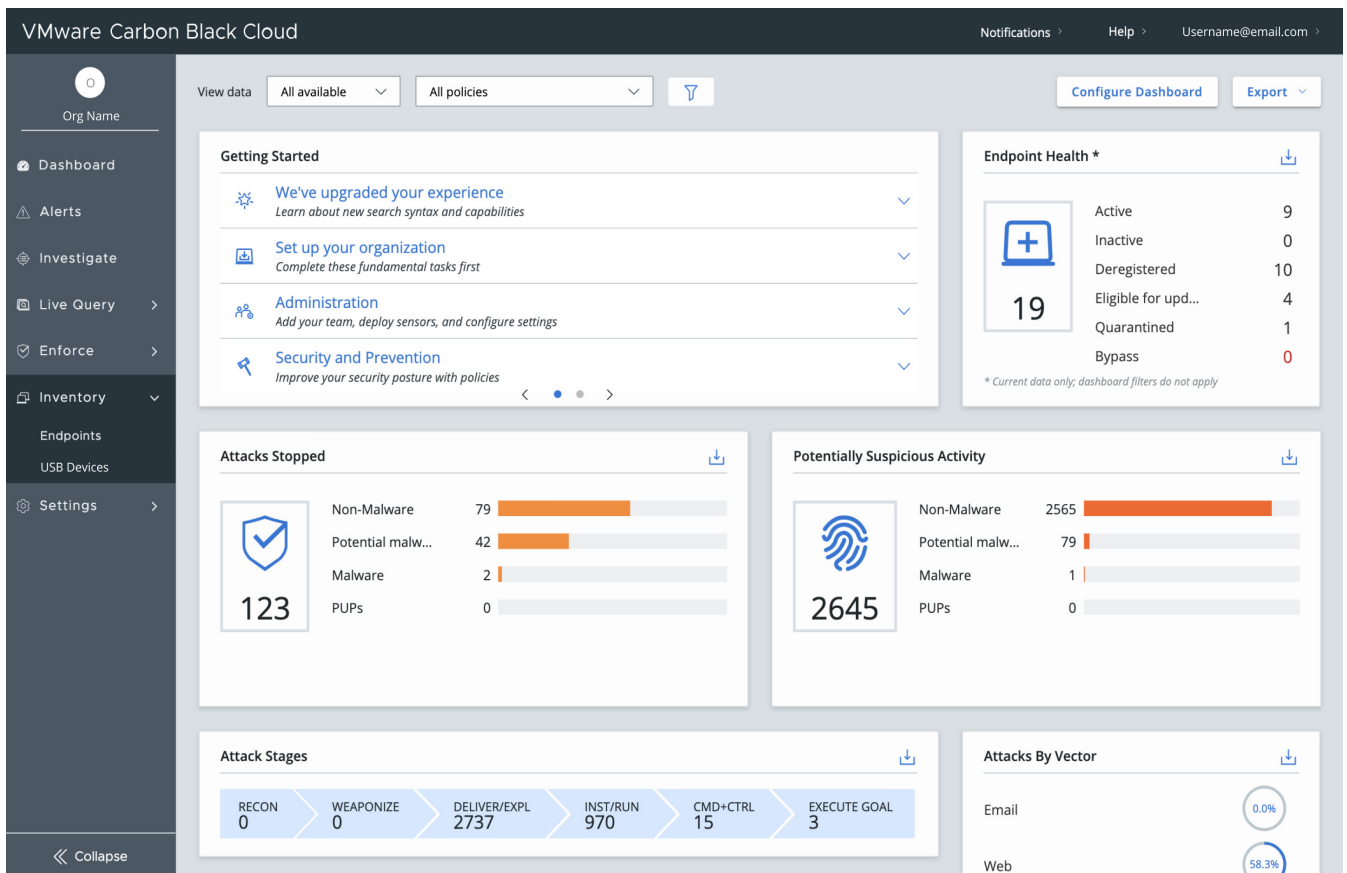 VMware Carbon Black Cloud
Notifications
Help
Username@email.com
O
Org Name
Dashboard
Alerts
Investigate
Live Query
Enforce
Inventory
Endpoints
USB Devices
Settings
Collapse
View data
All available
All policies
Configure Dashboard
Export
Getting Started
We've upgraded your experience
Learn about new search syntax and capabilities
Set up your organization
Complete these fundamental tasks first
Administration
Add your team, deploy sensors, and configure settings
Security and Prevention
Improve your security posture with policies
Endpoint Health *
19
Active 9
Inactive 0
Deregistered 10
Eligible for upd... 4
Quarantined 1
Bypass 0
* Current data only; dashboard filters do not apply
Attacks Stopped
123
Non-Malware 79
Potential malw... 42
Malware 2
PUPs 0
Potentially Suspicious Activity
2645
Non-Malware 2565
Potential malw... 79
Malware 1
PUPs 0
Attack Stages
RECON WEAPONIZE DELIVER/EXPL INST/RUN CMD+CTRL EXECUTE GOAL
0 0 2737 970 15 3
Attacks By Vector
Email 0.0%
Web 58.3%